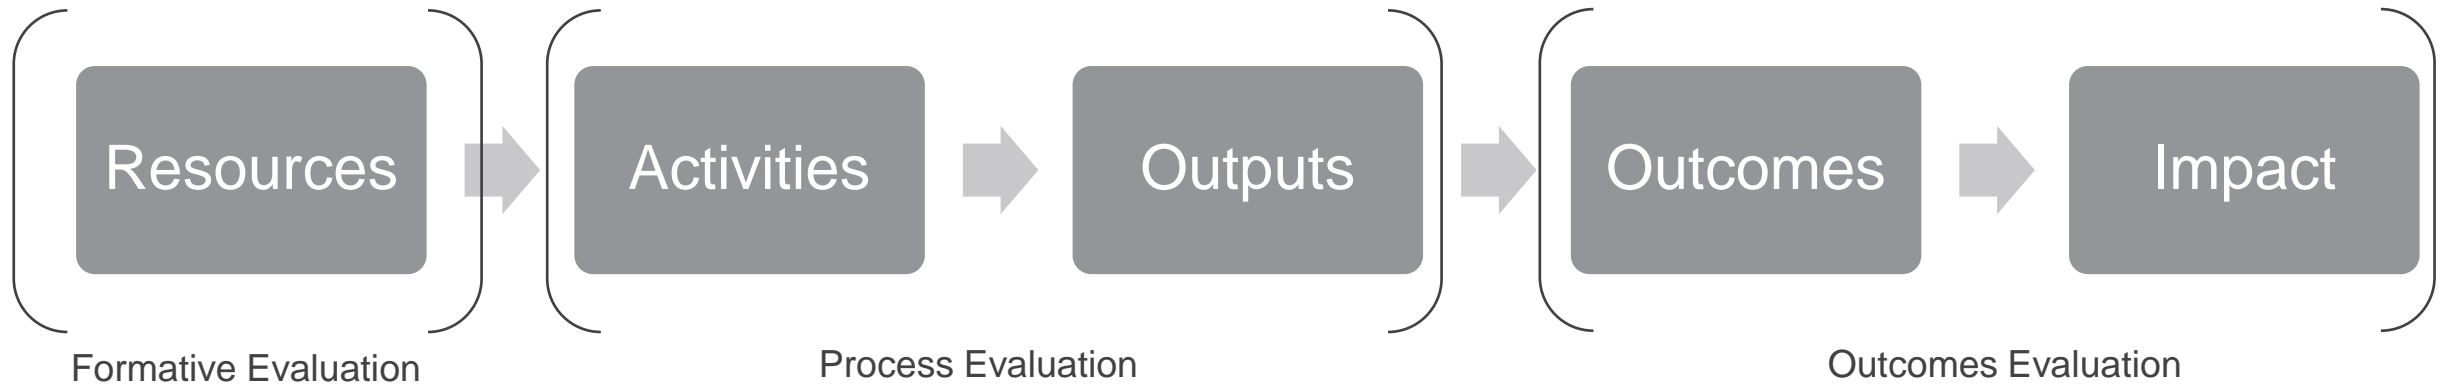 Resources
Activities
Outputs
Outcomes
Impact
Formative Evaluation
Process Evaluation
Outcomes Evaluation